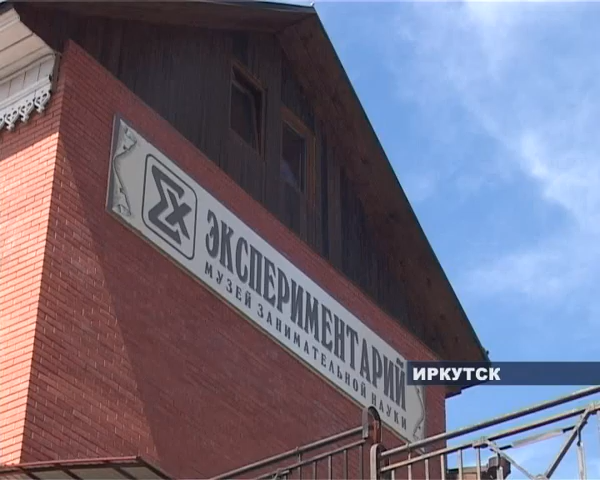 ЭКСПЕРИМЕНТАРИЙ
МУЗЕЙ ЗАНИМАТЕЛЬНОЙ НАУКИ
ИРКУТСК